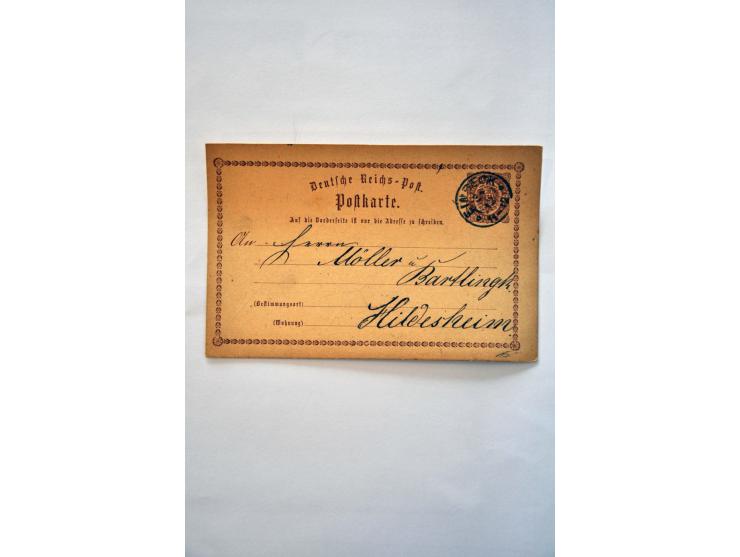 Deutsche Reichs-Post.
Postkarte.
Auf die Vorderseite ist nur die Adresse zu schreiben.
An Herrn
Möller u
Bartlingk
(Bestimmungsort)
Hildesheim
(Wohnung)